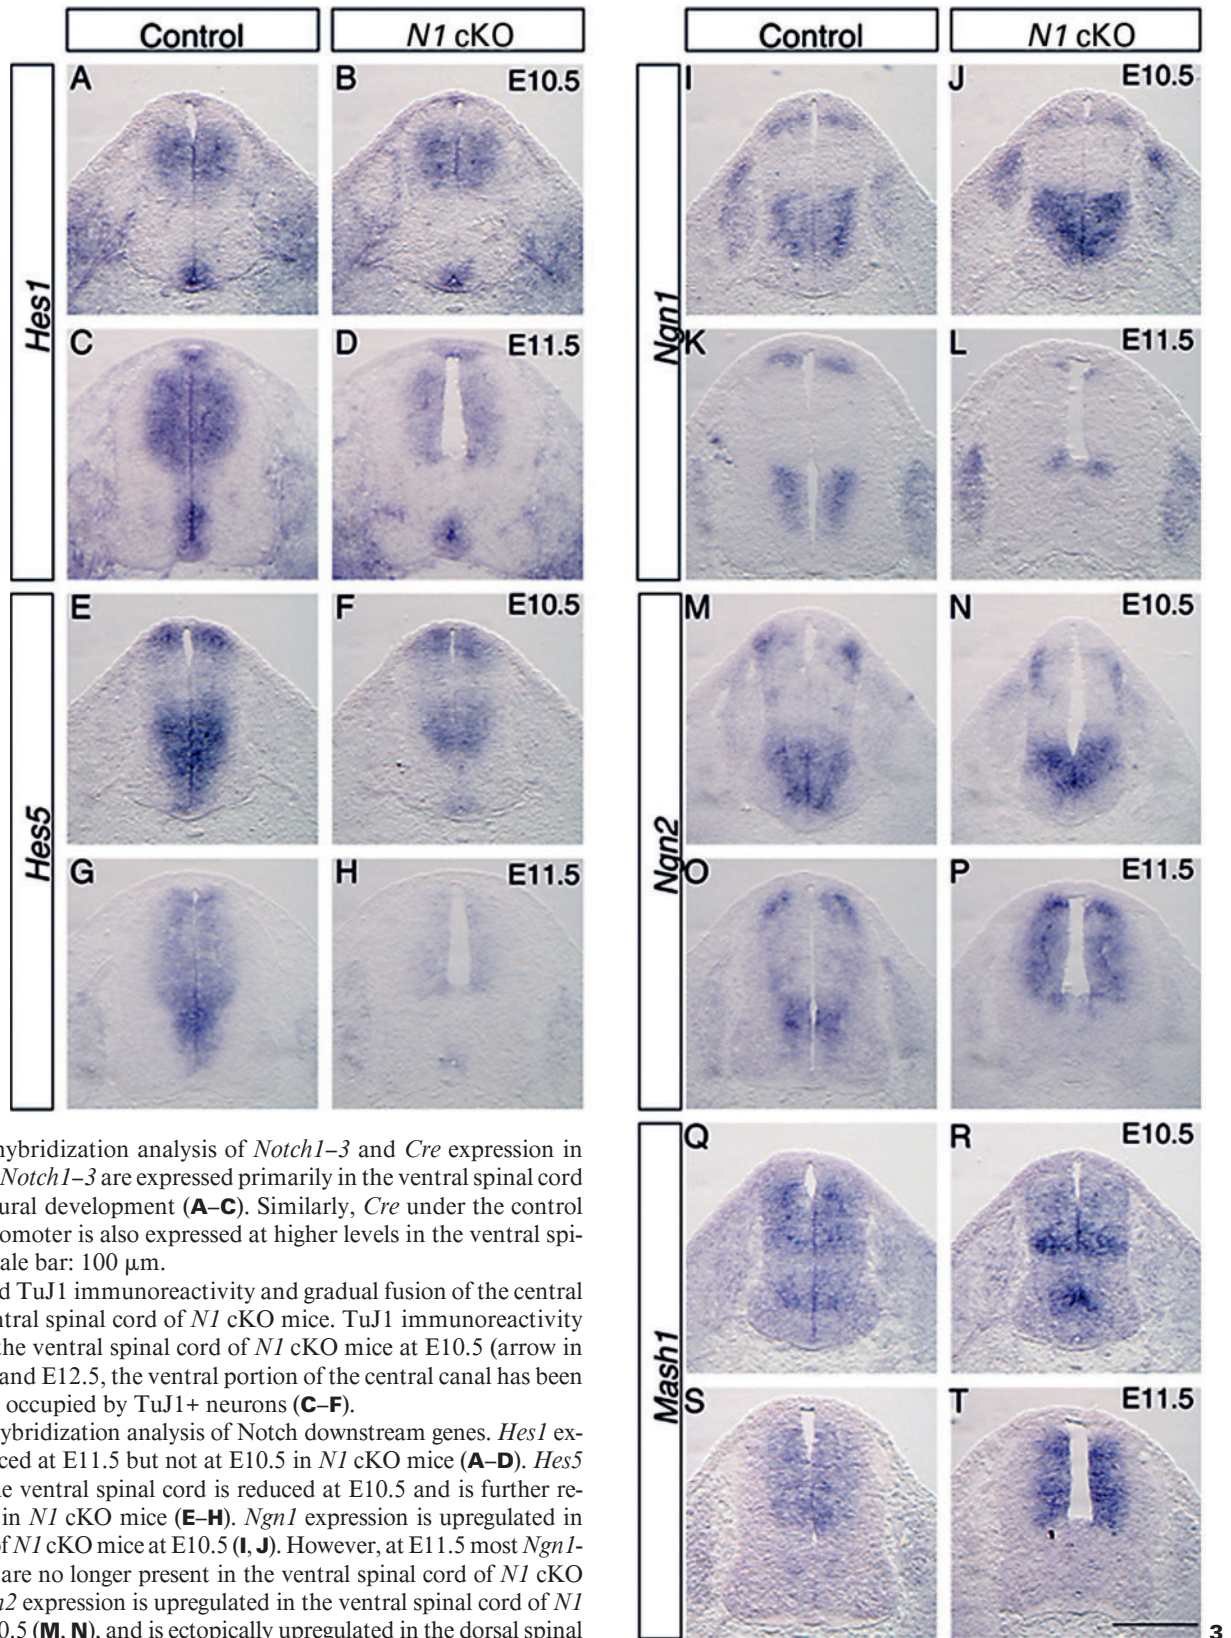 Control
N1 cKO
Control
N1 cKO
Hes1
A
B
E10.5
C
D
E11.5
Hes5
E
F
E10.5
G
H
E11.5
Ngn1
I
J
E10.5
K
L
E11.5
Ngn2
M
N
E10.5
O
P
E11.5
Mash1
Q
R
E10.5
S
T
E11.5
3
hybridization analysis of Notch1–3 and Cre expression in
Notch1–3 are expressed primarily in the ventral spinal cord
ural development (A–C). Similarly, Cre under the control
omoter is also expressed at higher levels in the ventral spi-
ale bar: 100 μm.
d TuJ1 immunoreactivity and gradual fusion of the central
ntral spinal cord of N1 cKO mice. TuJ1 immunoreactivity
the ventral spinal cord of N1 cKO mice at E10.5 (arrow in
and E12.5, the ventral portion of the central canal has been
occupied by TuJ1+ neurons (C–F).
ybridization analysis of Notch downstream genes. Hes1 ex-
ced at E11.5 but not at E10.5 in N1 cKO mice (A–D). Hes5
e ventral spinal cord is reduced at E10.5 and is further re-
in N1 cKO mice (E–H). Ngn1 expression is upregulated in
of N1 cKO mice at E10.5 (I, J). However, at E11.5 most Ngn1-
are no longer present in the ventral spinal cord of N1 cKO
n2 expression is upregulated in the ventral spinal cord of N1
0.5 (M, N), and is ectopically upregulated in the dorsal spinal